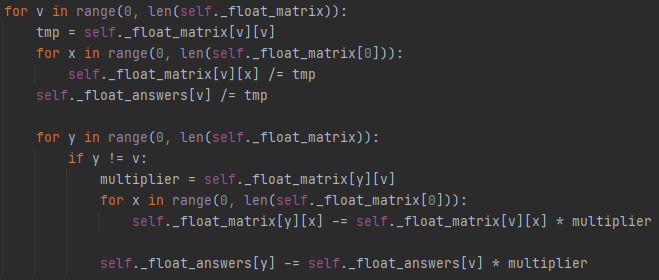 for v in range(0, len(self._float_matrix)):
    tmp = self._float_matrix[v][v]
    for x in range(0, len(self._float_matrix[0])):
        self._float_matrix[v][x] /= tmp
    self._float_answers[v] /= tmp

    for y in range(0, len(self._float_matrix)):
        if y != v:
            multiplier = self._float_matrix[y][v]
            for x in range(0, len(self._float_matrix[0])):
                self._float_matrix[y][x] -= self._float_matrix[v][x] * multiplier

            self._float_answers[y] -= self._float_answers[v] * multiplier